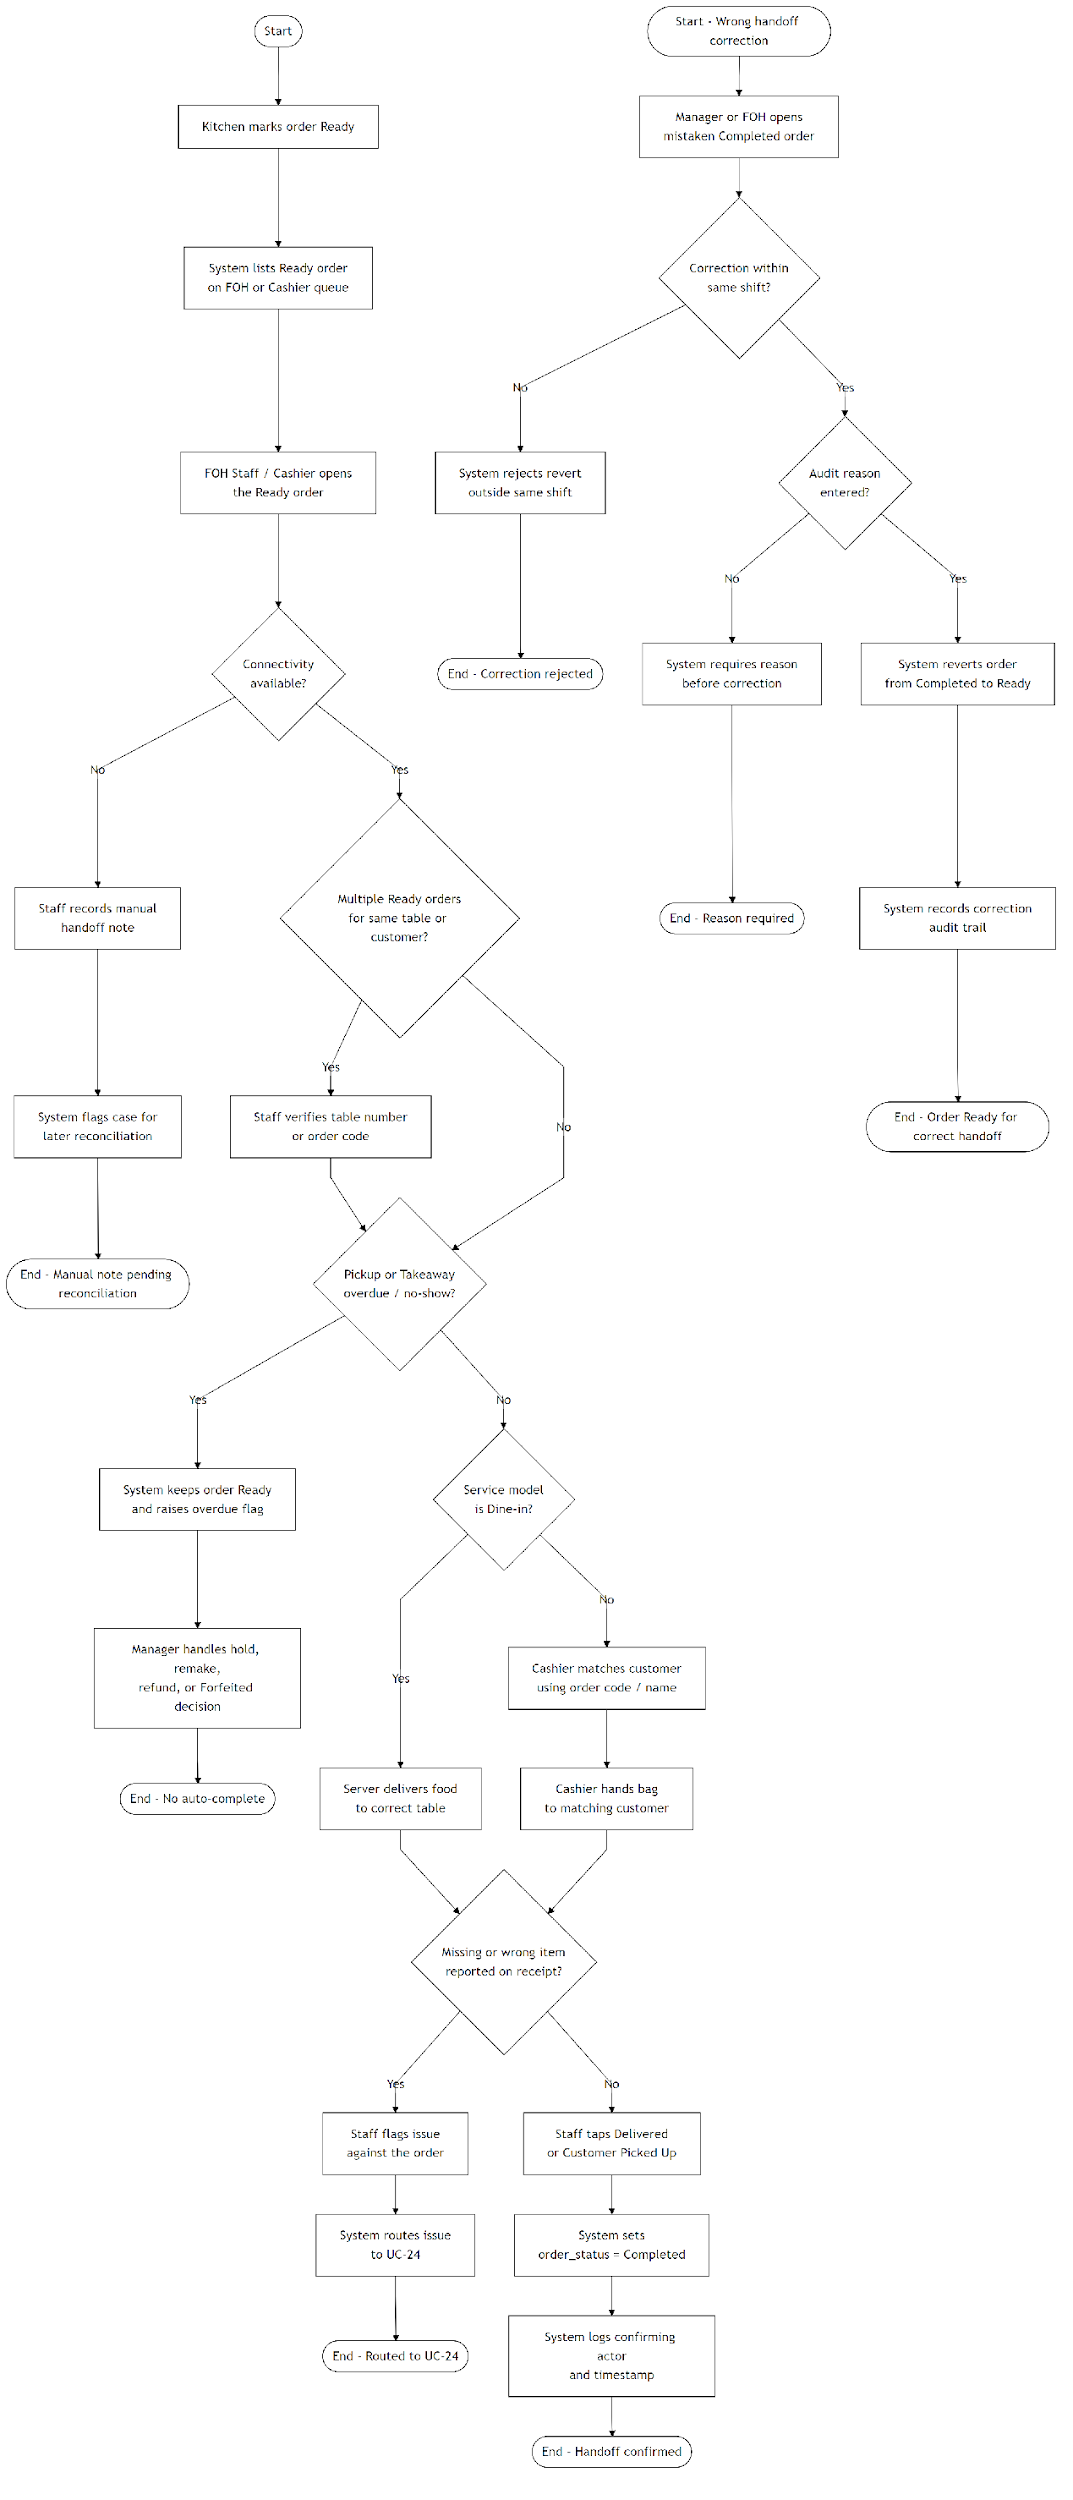 Start
Kitchen marks order Ready
System lists Ready order
on FOH or Cashier queue
FOH Staff / Cashier opens
the Ready order
Connectivity
available?
No
Yes
Staff records manual
handoff note
System flags case for
later reconciliation
End - Manual note pending
reconciliation
Multiple Ready orders
for same table or
customer?
Yes
No
Staff verifies table number
or order code
Pickup or Takeaway
overdue / no-show?
Yes
No
System keeps order Ready
and raises overdue flag
Manager handles hold,
remake,
refund, or Forfeited
decision
End - No auto-complete
Service model
is Dine-in?
Yes
No
Server delivers food
to correct table
Cashier matches customer
using order code / name
Cashier hands bag
to matching customer
Missing or wrong item
reported on receipt?
Yes
No
Staff flags issue
against the order
System routes issue
to UC-24
End - Routed to UC-24
Staff taps Delivered
or Customer Picked Up
System sets
order_status = Completed
System logs confirming
actor
and timestamp
End - Handoff confirmed
Start - Wrong handoff
correction
Manager or FOH opens
mistaken Completed order
Correction within
same shift?
No
Yes
System rejects revert
outside same shift
End - Correction rejected
Audit reason
entered?
No
Yes
System requires reason
before correction
End - Reason required
System reverts order
from Completed to Ready
System records correction
audit trail
End - Order Ready for
correct handoff